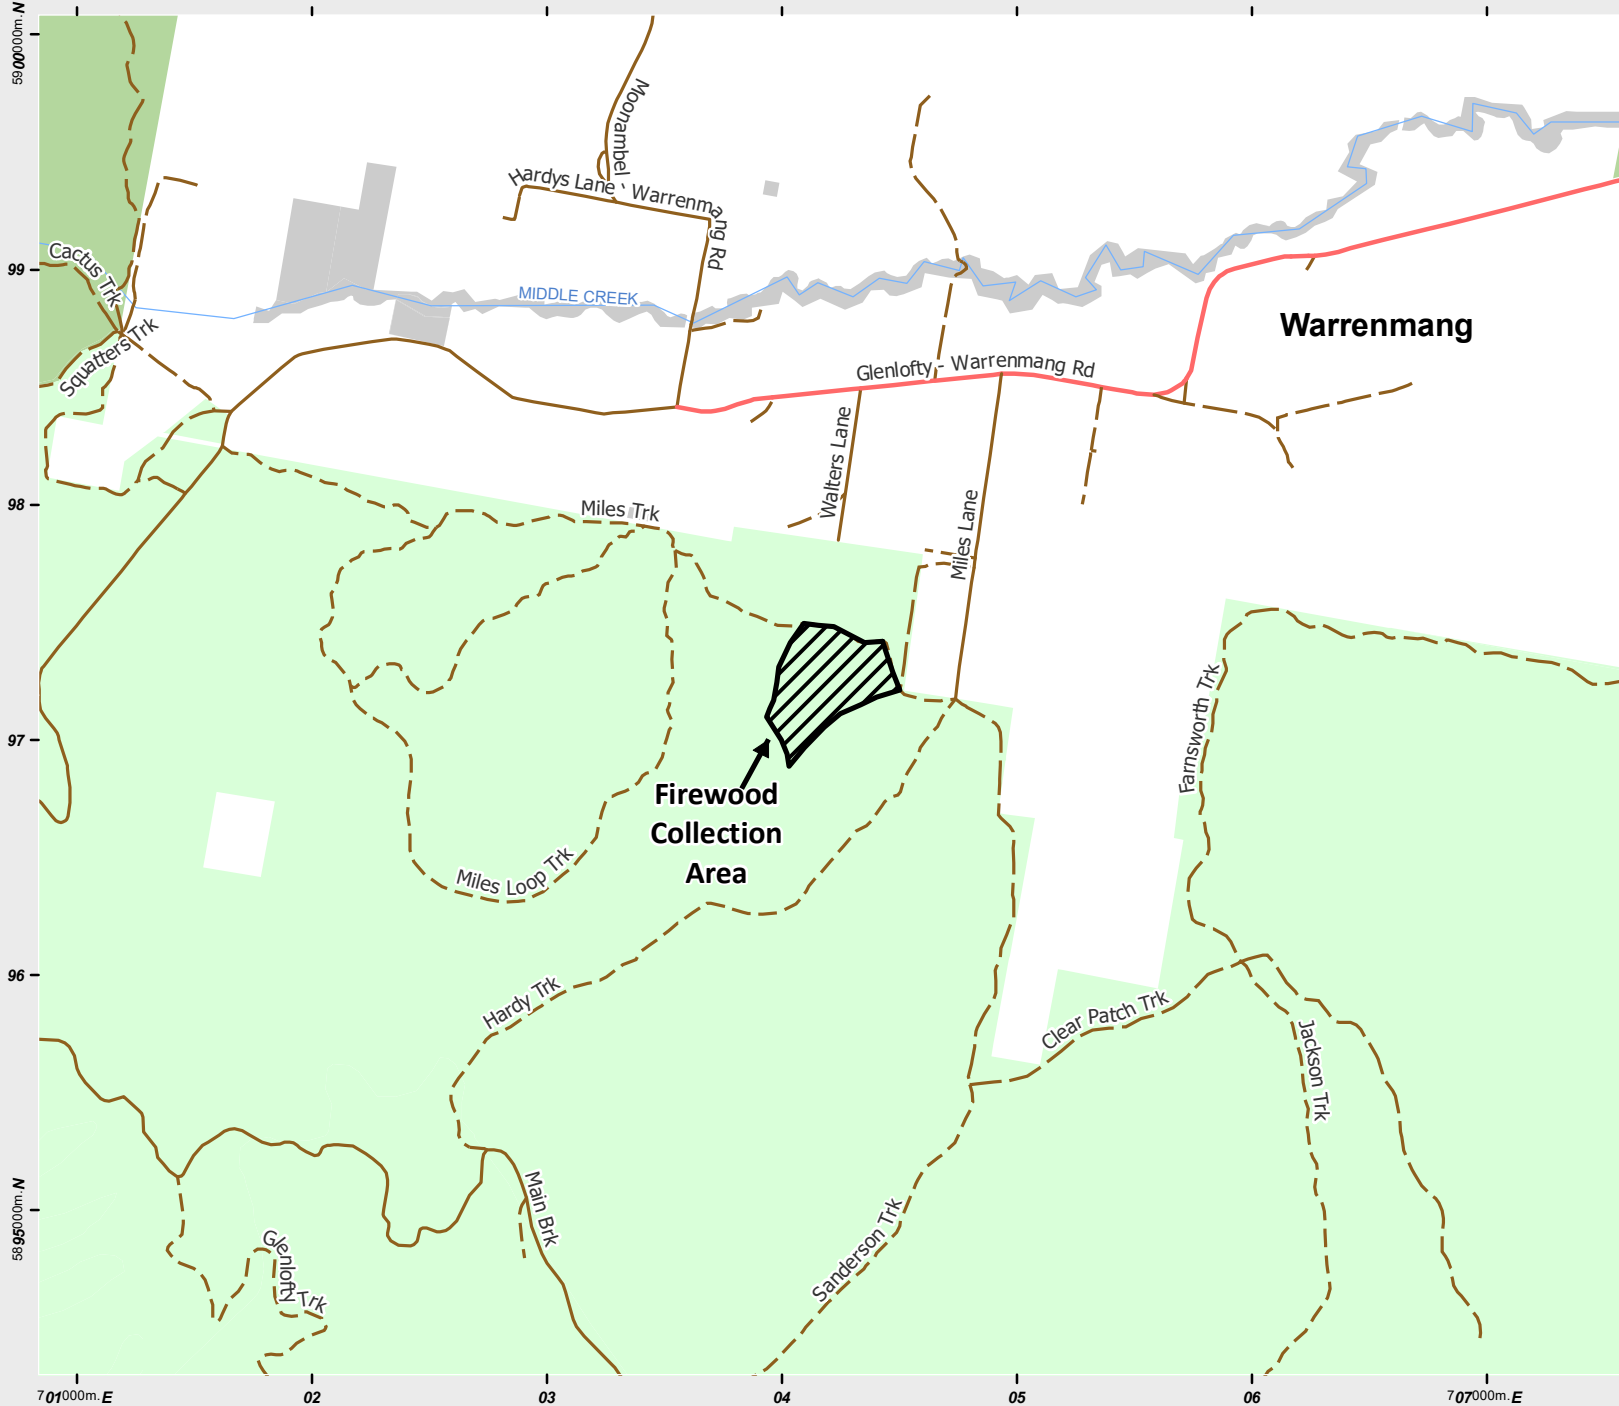 5900000m. N
Moonambel
Hardys Lane - Warrenmang Rd
Cactus Trk
99
MIDDLE CREEK
Warrenmang
Squatters Trk
Glenlofty - Warrenmang Rd
Walters Lane
98
Miles Trk
Miles Lane
Farnsworth Trk
97
Firewood
Collection
Area
Miles Loop Trk
96
Hardy Trk
Clear Patch Trk
Jackson Trk
Main Brk
5895000m. N
Sanderson Trk
Glenlofty Trk
701000m. E
02
03
04
05
06
707000m. E